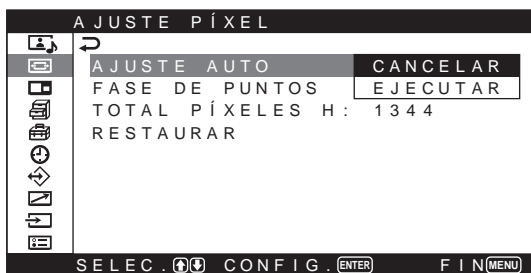 AJUSTE PÍXEL
AJUSTE AUTO CANCELAR
FASE DE PUNTOS EJECUTAR
TOTAL PÍXELES H: 1344
RESTAURAR
SELEC. CONFIG. ENTER FIN MENU